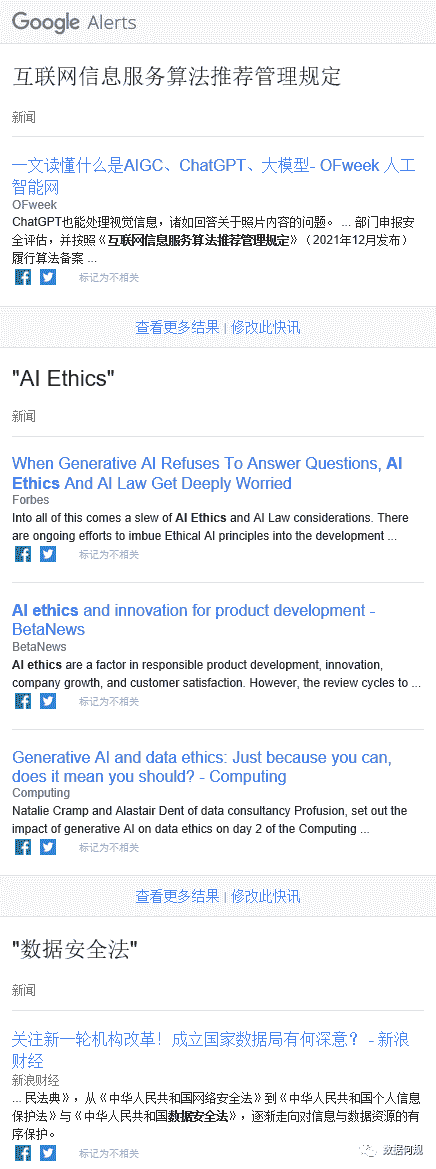 Google Alerts
互联网信息服务算法推荐管理规定
新闻
一文读懂什么是AIGC、ChatGPT、大模型- OFweek 人工
智能网
OFweek
ChatGPT也能处理视觉信息，诸如回答关于照片内容的问题。 ... 部门申报安
全评估，并按照《互联网信息服务算法推荐管理规定》（2021年12月发布）
履行算法备案 ...
标记为不相关
查看更多结果 | 修改此快讯
"AI Ethics"
新闻
When Generative AI Refuses To Answer Questions, AI
Ethics And AI Law Get Deeply Worried
Forbes
Into all of this comes a slew of AI Ethics and AI Law considerations. There
are ongoing efforts to imbue Ethical AI principles into the development ...
标记为不相关
AI ethics and innovation for product development -
BetaNews
BetaNews
AI ethics are a factor in responsible product development, innovation,
company growth, and customer satisfaction. However, the review cycles to ...
标记为不相关
Generative AI and data ethics: Just because you can,
does it mean you should? - Computing
Computing
Natalie Cramp and Alastair Dent of data consultancy Profusion, set out the
impact of generative AI on data ethics on day 2 of the Computing ...
标记为不相关
查看更多结果 | 修改此快讯
"数据安全法"
新闻
关注新一轮机构改革！成立国家数据局有何深意？ - 新浪
财经
新浪财经
... 民法典》，从《中华人民共和国网络安全法》到《中华人民共和国个人信息
保护法》与《中华人民共和国数据安全法》，逐渐走向对信息与数据资源的有
序保护。
标记为不相关
数据何规